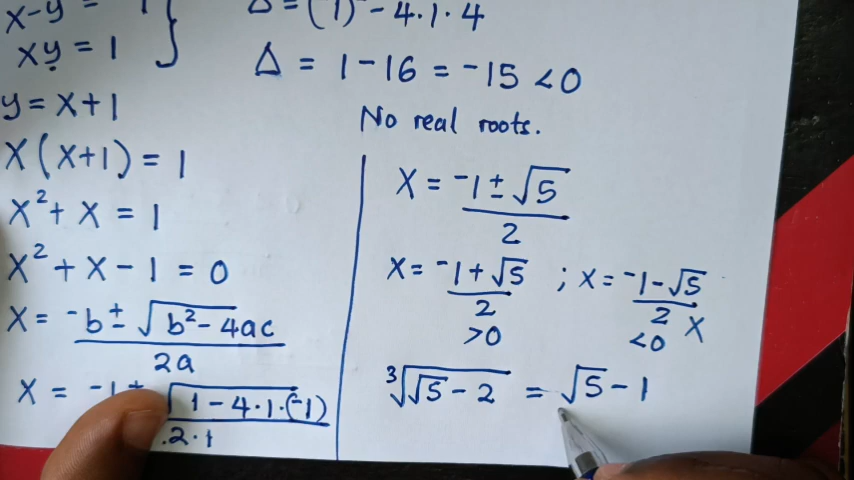 x-y = 1 }
xy = 1
y = x+1
x(x+1) = 1
x² + x = 1
x² + x - 1 = 0
x = -b ± √(b² - 4ac) / 2a
x = -1 ± √(1 - 4·1·(-1)) / 2·1
Δ = (1) - 4·1·4
Δ = 1 - 16 = -15 < 0
No real roots.
x = -1 ± √5 / 2
x = -1 + √5 / 2 ; x = -1 - √5 / 2 X
>0 <0
∛(√5 - 2) = √5 - 1